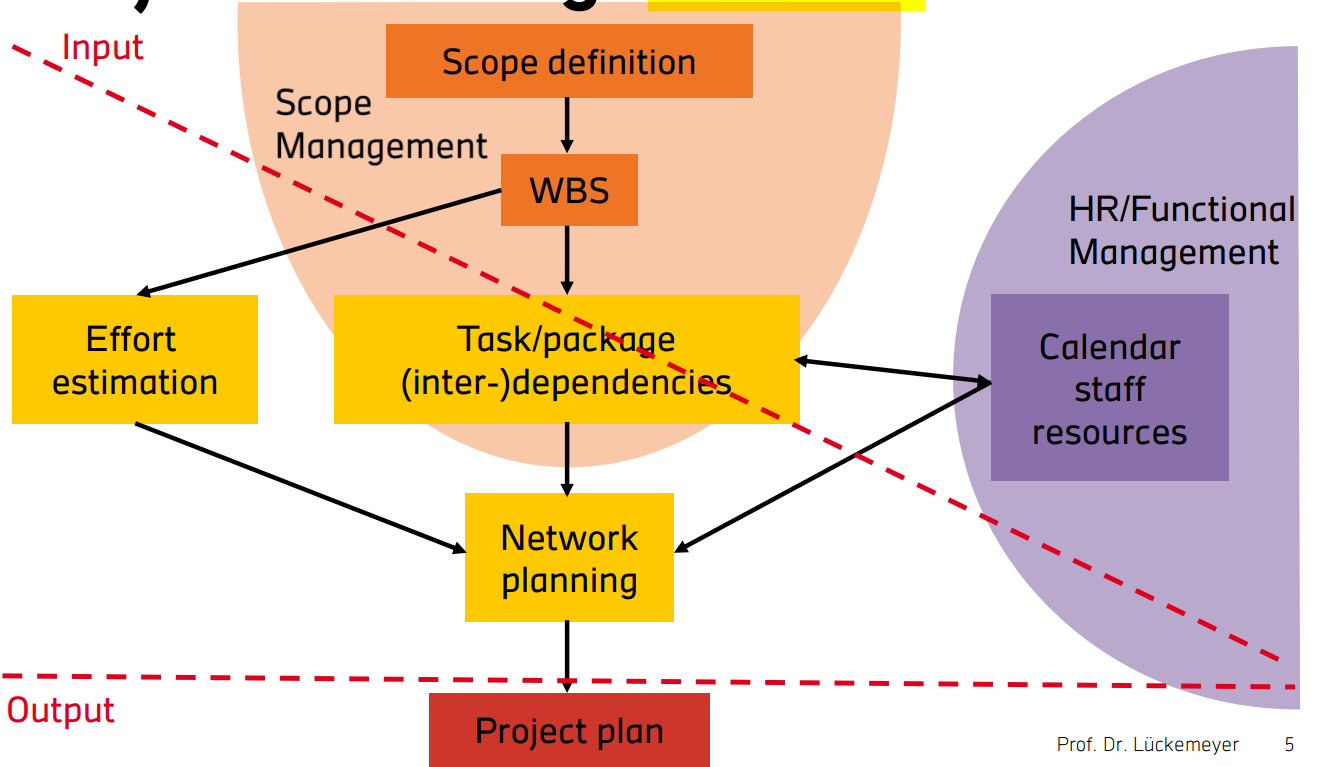 Input
Scope definition
Scope
Management
WBS
HR/Functional
Management
Effort
estimation
Task/package
(inter-)dependencies
Calendar
staff
resources
Network
planning
Output
Project plan
Prof. Dr. Lückemeyer 5